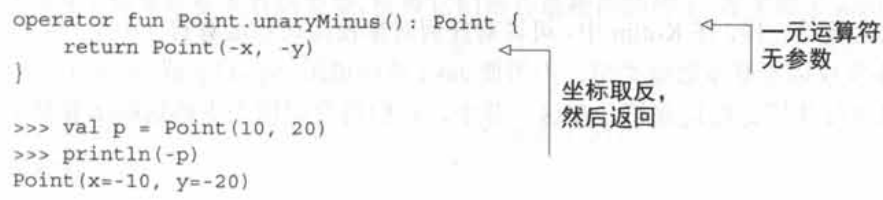 operator fun Point.unaryMinus(): Point {
return Point(-x, -y)
}
一元运算符,
无参数
坐标取反,
然后返回
>>> val p = Point(10, 20)
>>> println(-p)
Point(x=-10, y=-20)